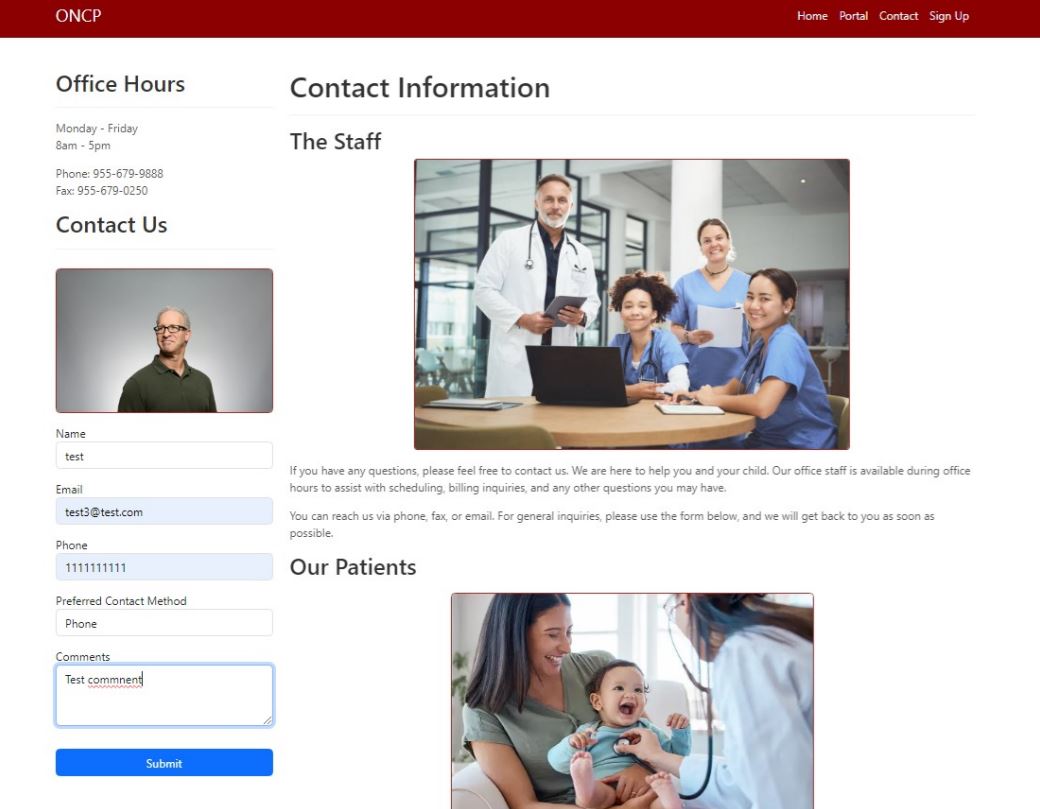 ONCP
Home Portal Contact Sign Up
Office Hours
Monday - Friday
8am - 5pm
Phone: 955-679-9888
Fax: 955-679-0250
Contact Us
Name
test
Email
test3@test.com
Phone
1111111111
Preferred Contact Method
Phone
Comments
Test commnent
Submit
Contact Information
The Staff
If you have any questions, please feel free to contact us. We are here to help you and your child. Our office staff is available during office
hours to assist with scheduling, billing inquiries, and any other questions you may have.
You can reach us via phone, fax, or email. For general inquiries, please use the form below, and we will get back to you as soon as
possible.
Our Patients